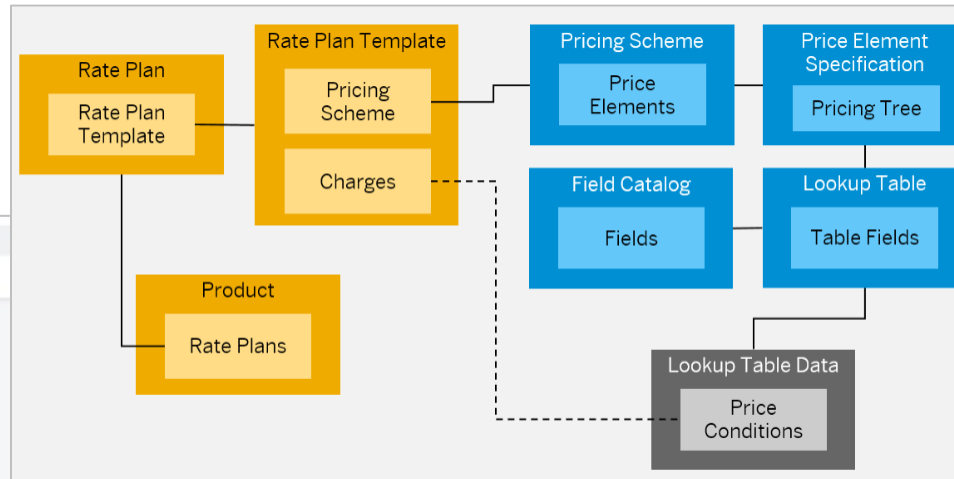 Rate Plan
Rate Plan
Template
Rate Plan Template
Pricing
Scheme
Charges
Product
Rate Plans
Pricing Scheme
Price
Elements
Price Element
Specification
Pricing Tree
Field Catalog
Fields
Lookup Table
Table Fields
Lookup Table Data
Price
Conditions